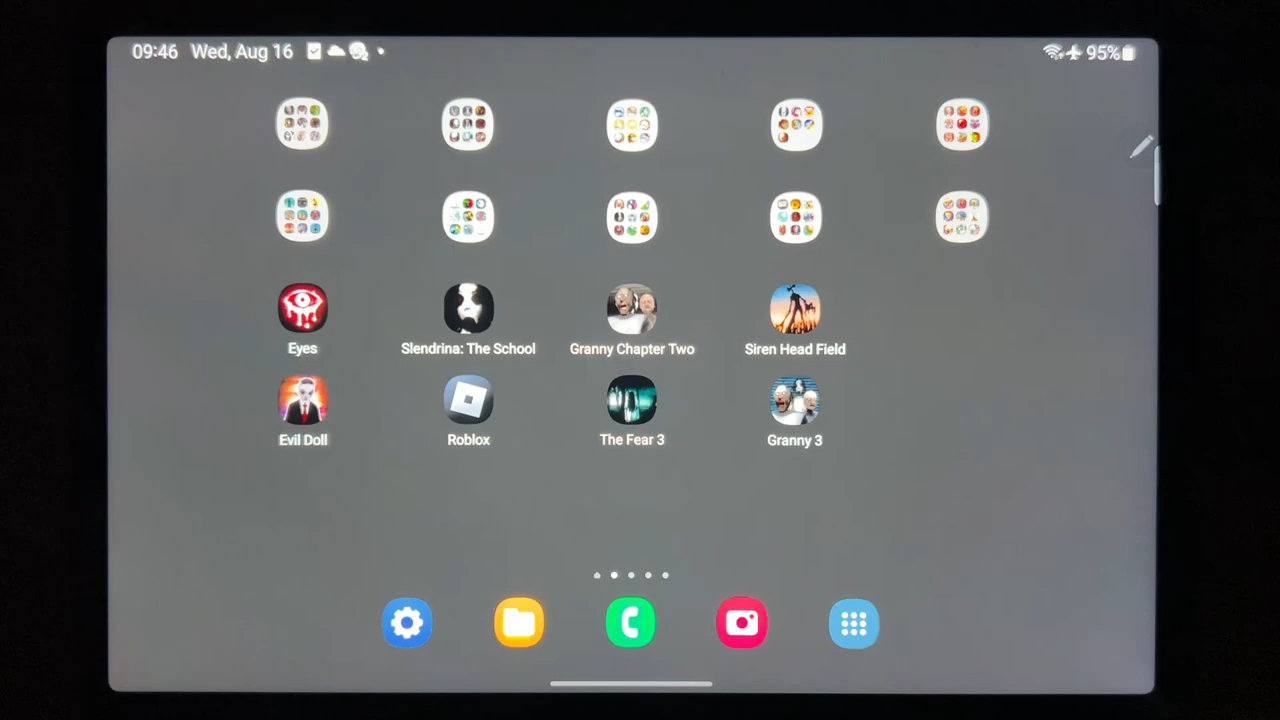 09:46 Wed, Aug 16 95%
Eyes Slendrina: The School Granny Chapter Two Siren Head Field
Evil Doll Roblox The Fear 3 Granny 3